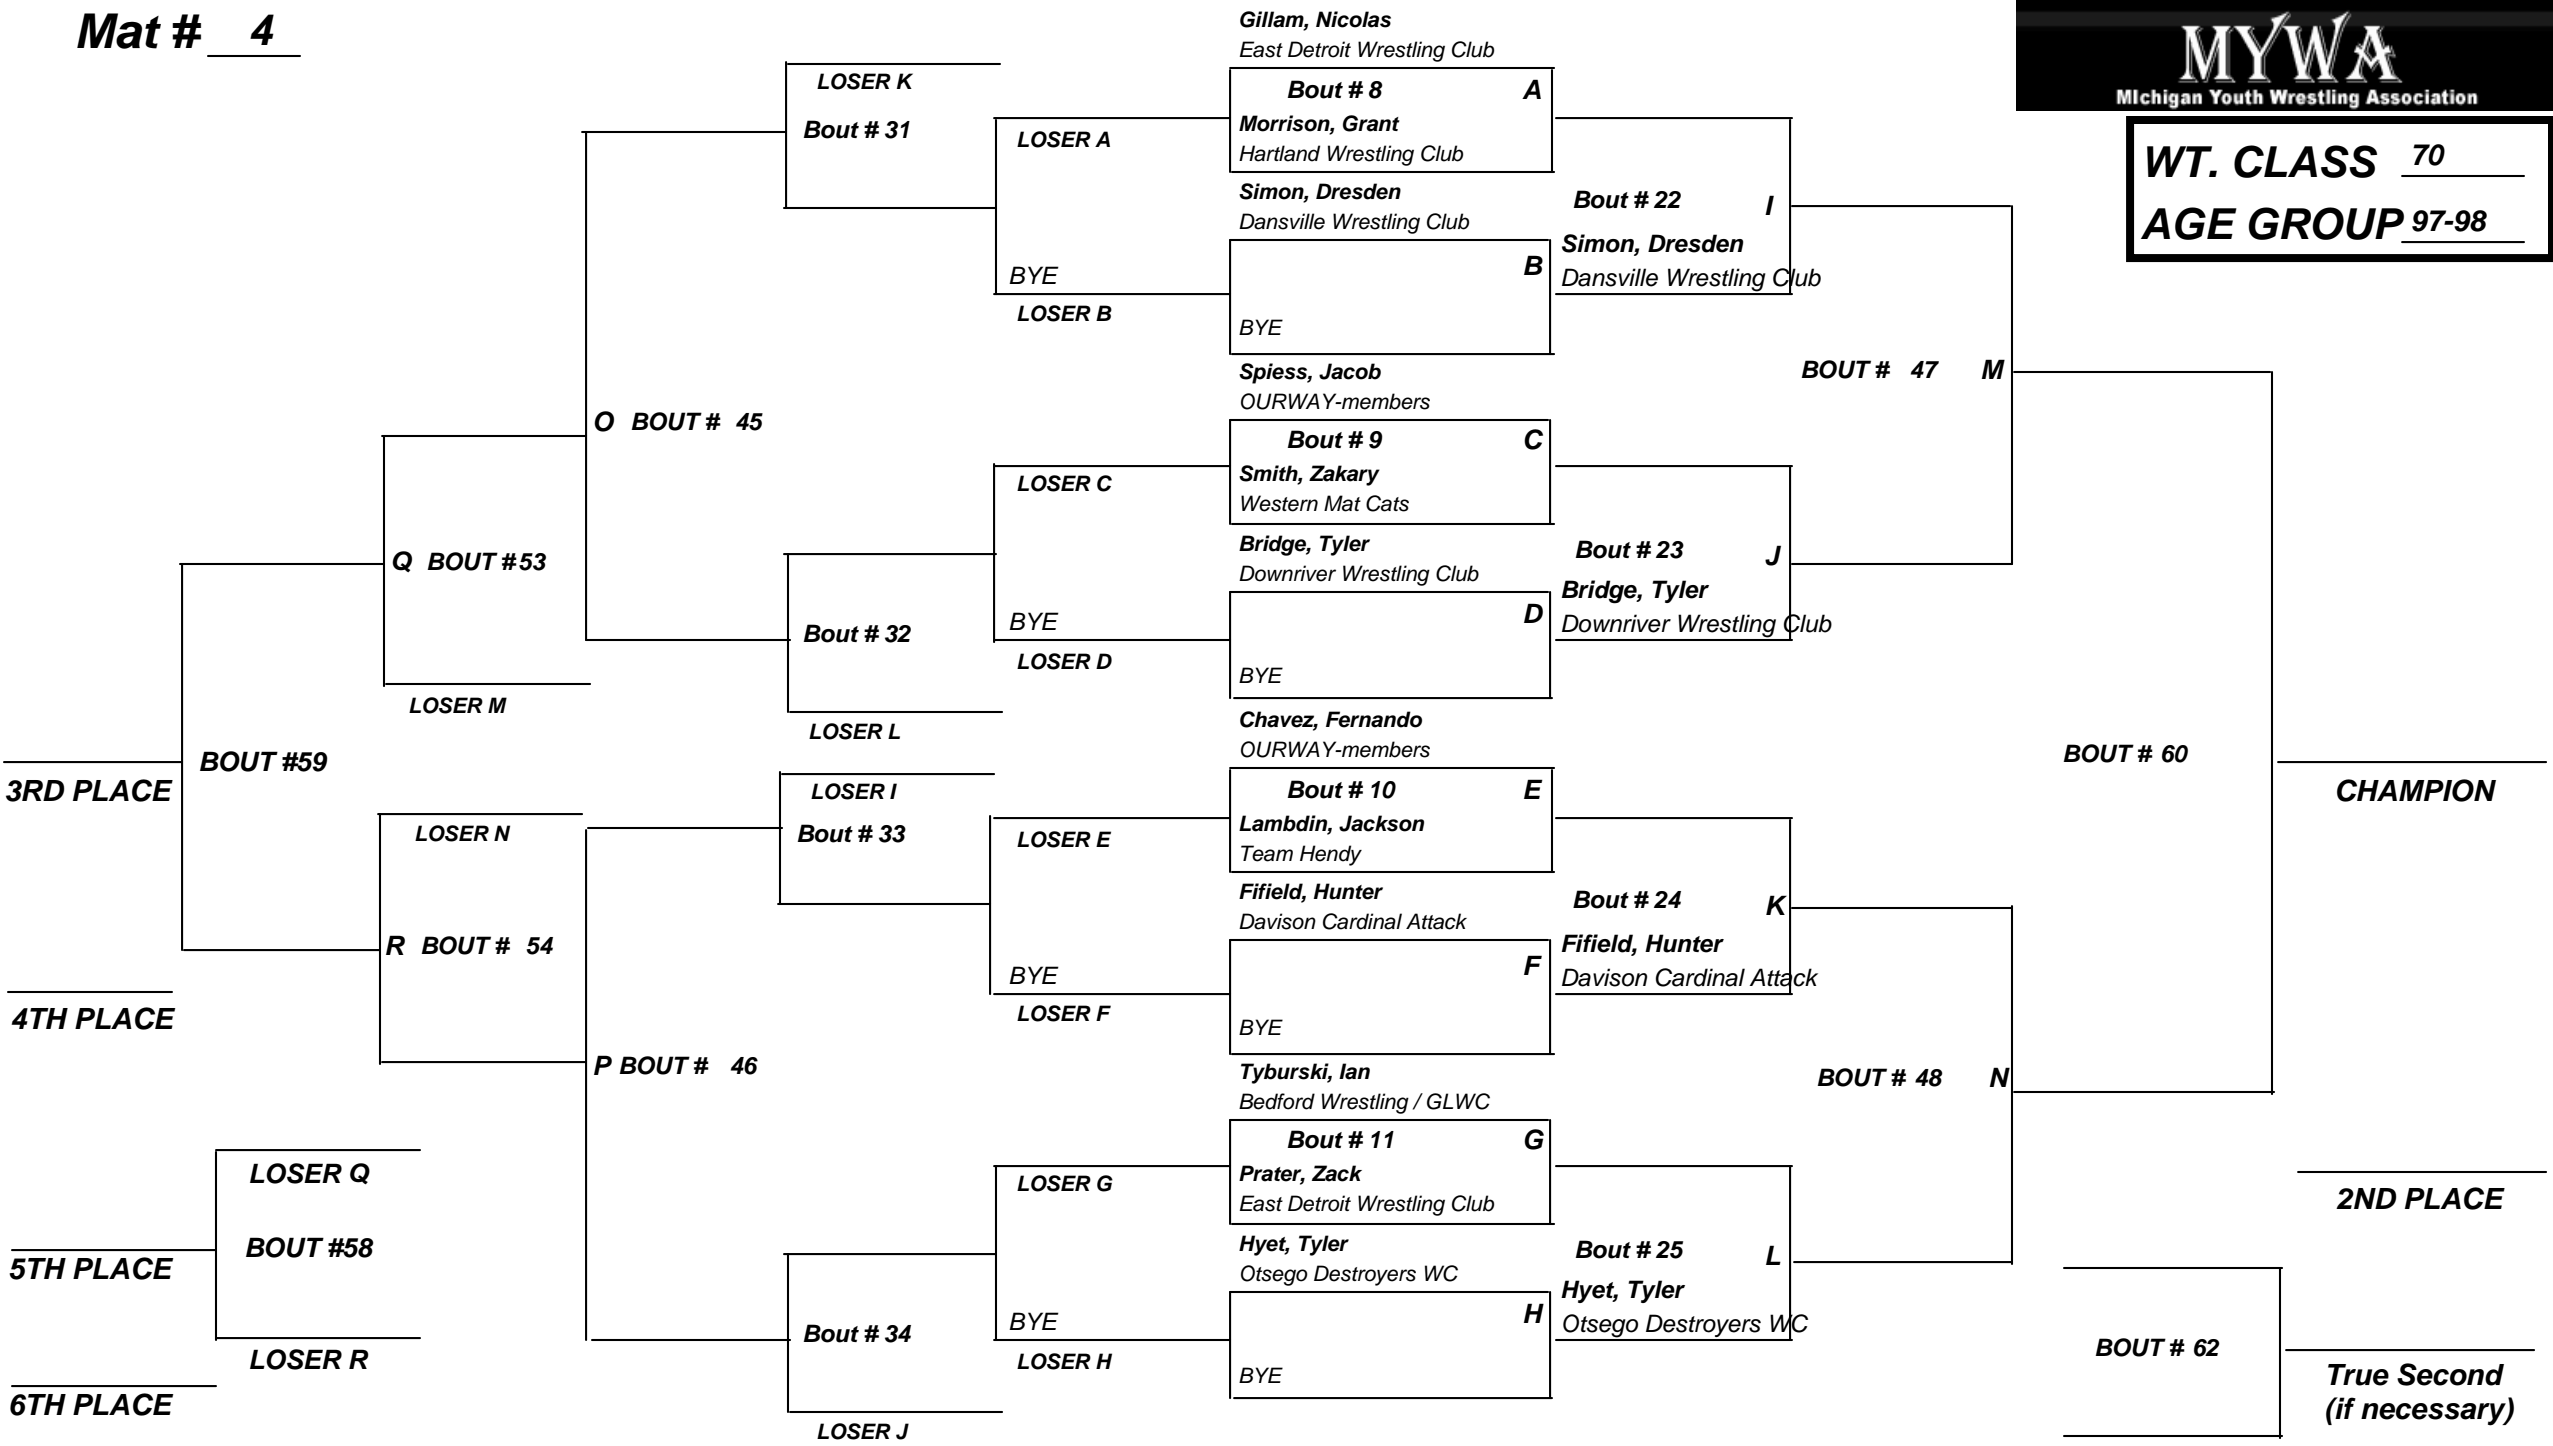 Mat # 4
MYWA
MIchigan Youth Wrestling Association
WT. CLASS 70
AGE GROUP 97-98
Gillam, Nicolas
East Detroit Wrestling Club
Bout # 8 A
Morrison, Grant
Hartland Wrestling Club
Simon, Dresden
Dansville Wrestling Club
B
BYE
Spiess, Jacob
OURWAY-members
Bout # 9 C
Smith, Zakary
Western Mat Cats
Bridge, Tyler
Downriver Wrestling Club
D
BYE
Chavez, Fernando
OURWAY-members
Bout # 10 E
Lambdin, Jackson
Team Hendy
Fifield, Hunter
Davison Cardinal Attack
F
BYE
Tyburski, Ian
Bedford Wrestling / GLWC
Bout # 11 G
Prater, Zack
East Detroit Wrestling Club
Hyet, Tyler
Otsego Destroyers WC
H
BYE
Bout # 22 I
Simon, Dresden
Dansville Wrestling Club
Bout # 23 J
Bridge, Tyler
Downriver Wrestling Club
Bout # 24 K
Fifield, Hunter
Davison Cardinal Attack
Bout # 25 L
Hyet, Tyler
Otsego Destroyers WC
BOUT # 47 M
BOUT # 48 N
BOUT # 60
CHAMPION
2ND PLACE
BOUT # 62
True Second
(if necessary)
LOSER A
BYE
LOSER B
LOSER C
BYE
LOSER D
LOSER E
BYE
LOSER F
LOSER G
BYE
LOSER H
LOSER K
Bout # 31
Bout # 32
LOSER L
LOSER I
Bout # 33
Bout # 34
LOSER J
O BOUT # 45
P BOUT # 46
Q BOUT #53
LOSER M
LOSER N
R BOUT # 54
BOUT #59
3RD PLACE
4TH PLACE
LOSER Q
BOUT #58
5TH PLACE
LOSER R
6TH PLACE